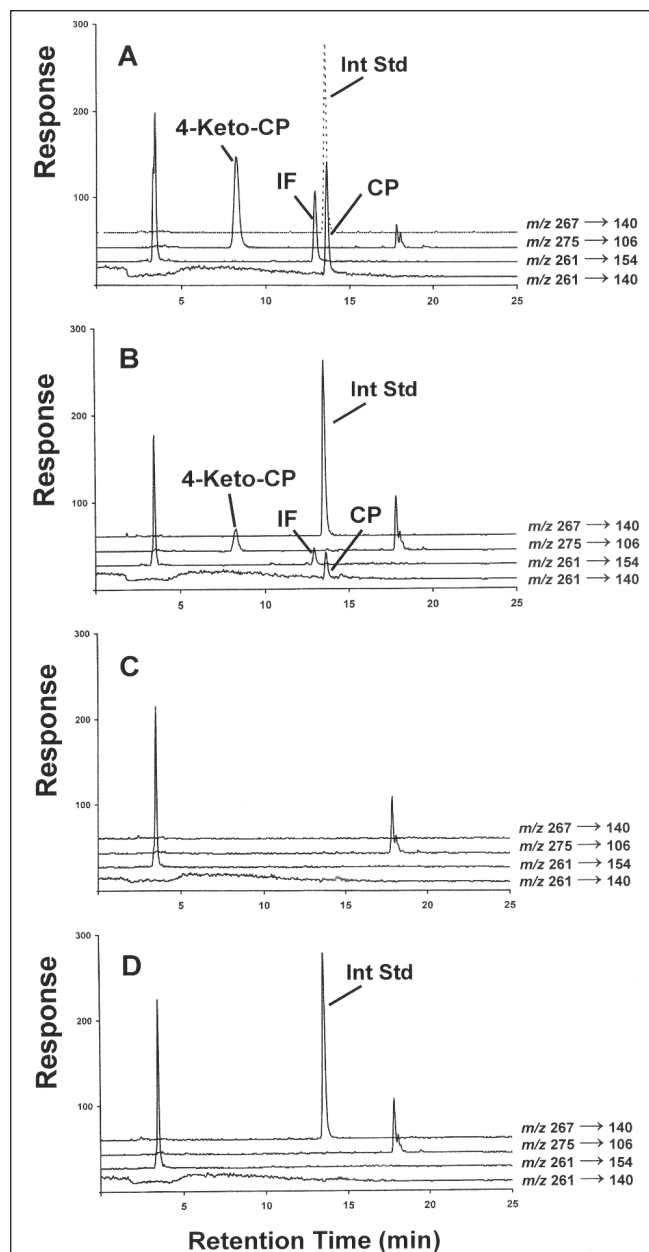 300
A
Int Std
Response
200
4-Keto-CP
IF
CP
100
m/z 267 → 140
m/z 275 → 106
m/z 261 → 154
m/z 261 → 140
5 10 15 20 25
300
B
Int Std
Response
200
4-Keto-CP
100
IF
CP
m/z 267 → 140
m/z 275 → 106
m/z 261 → 154
m/z 261 → 140
5 10 15 20 25
300
C
Response
200
100
m/z 267 → 140
m/z 275 → 106
m/z 261 → 154
m/z 261 → 140
5 10 15 20 25
300
D
Int Std
Response
200
100
m/z 267 → 140
m/z 275 → 106
m/z 261 → 154
m/z 261 → 140
5 10 15 20 25
Retention Time (min)